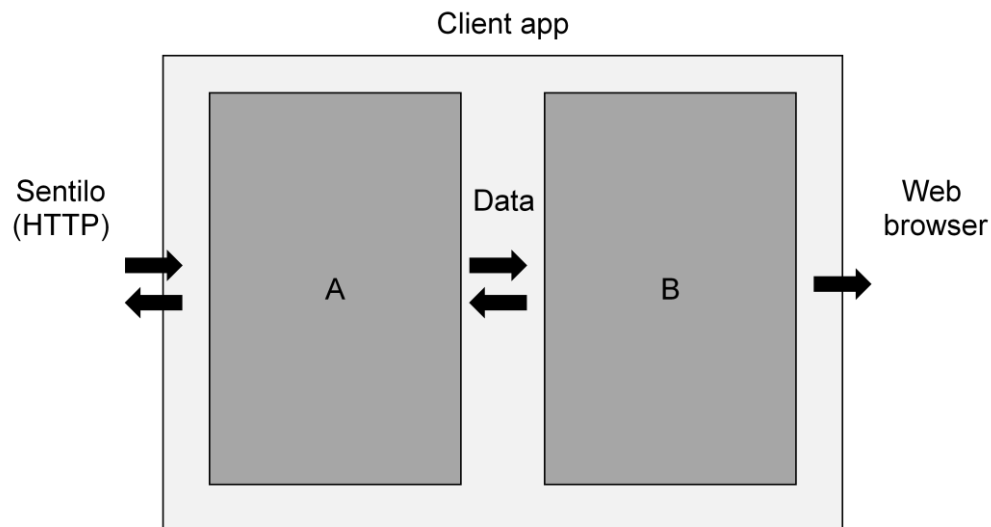 Client app
Sentilo
(HTTP)
Data
Web
browser
A
B